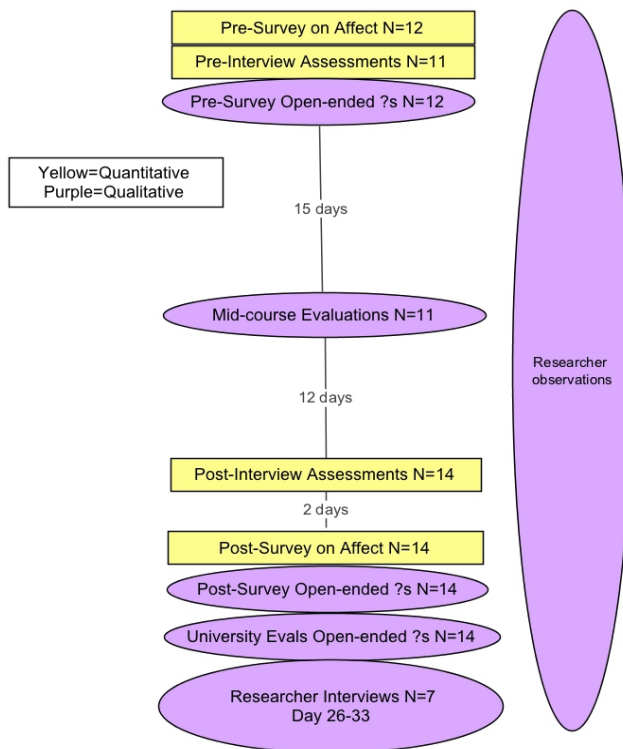 Pre-Survey on Affect N=12
Pre-Interview Assessments N=11
Pre-Survey Open-ended ?s N=12
Yellow=Quantitative
Purple=Qualitative
15 days
Mid-course Evaluations N=11
Researcher
observations
12 days
Post-Interview Assessments N=14
2 days
Post-Survey on Affect N=14
Post-Survey Open-ended ?s N=14
University Evals Open-ended ?s N=14
Researcher Interviews N=7
Day 26-33